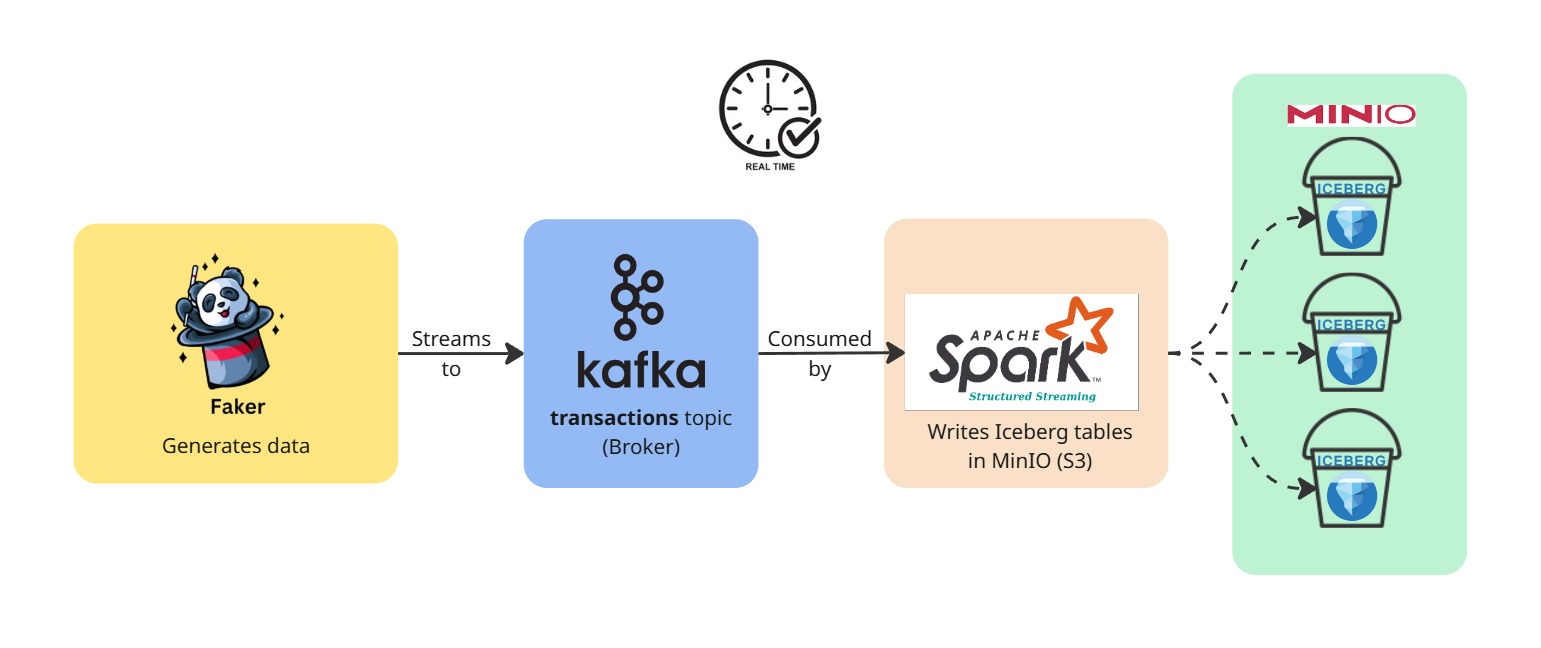 REAL TIME
MINIO
ICEBERG
ICEBERG
ICEBERG
Faker
Generates data
Streams
to
kafka
transactions topic
(Broker)
Consumed
by
APACHE
Spark™
Structured Streaming
Writes Iceberg tables
in MinIO (S3)